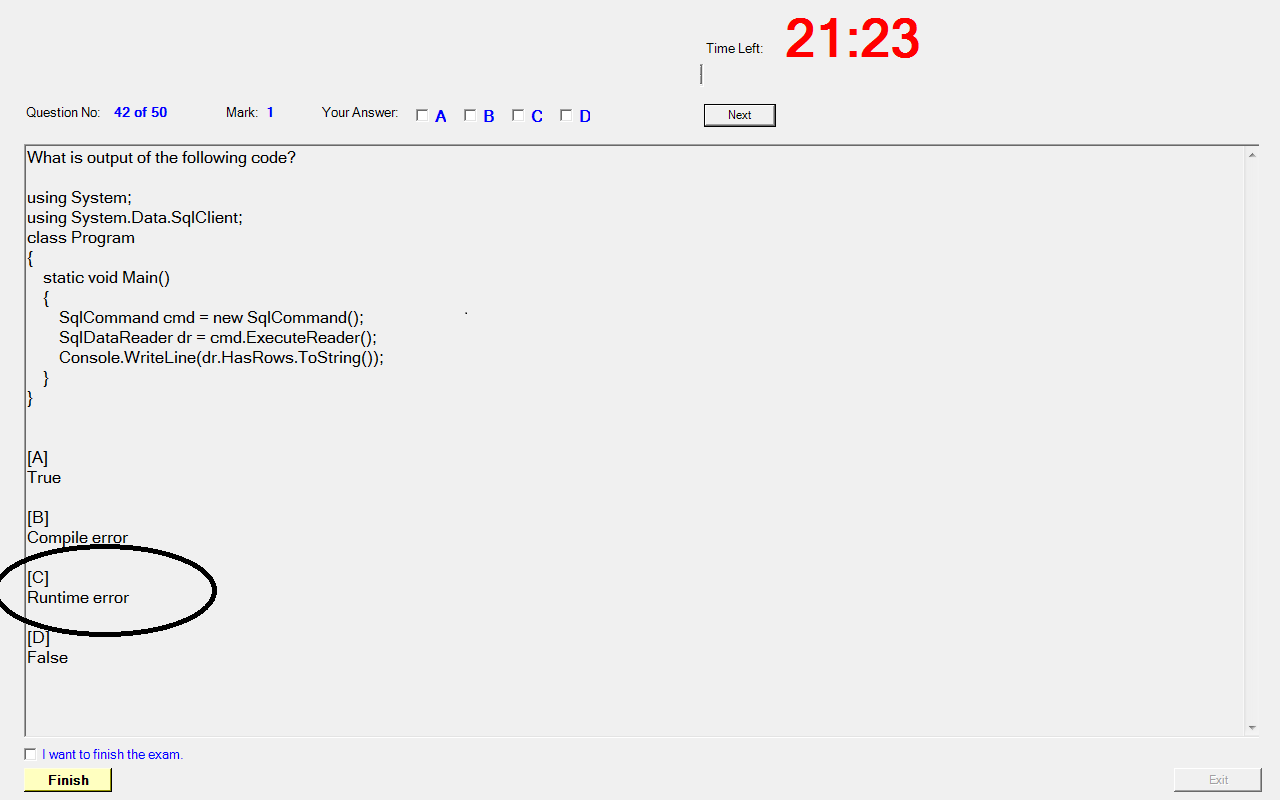 Time Left: 21:23
Question No: 42 of 50 Mark: 1 Your Answer: A B C D Next
What is output of the following code?
using System;
using System.Data.SqlClient;
class Program
{
static void Main()
{
SqlCommand cmd = new SqlCommand();
SqlDataReader dr = cmd.ExecuteReader();
Console.WriteLine(dr.HasRows.ToString());
}
}
[A]
True
[B]
Compile error
[C]
Runtime error
[D]
False
I want to finish the exam.
Finish Exit